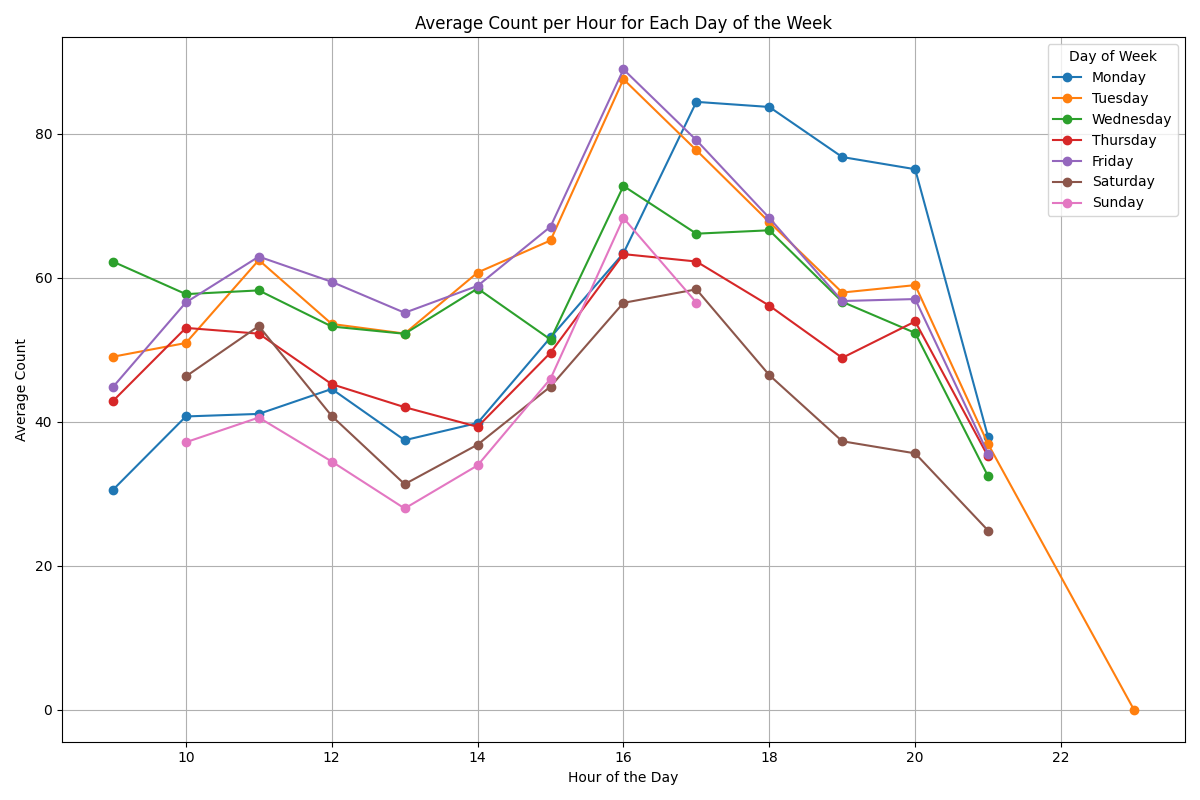 Average Count per Hour for Each Day of the Week
Day of Week
Monday
Tuesday
Wednesday
Thursday
Friday
Saturday
Sunday
Average Count
80
60
40
20
0
10 12 14 16 18 20 22
Hour of the Day